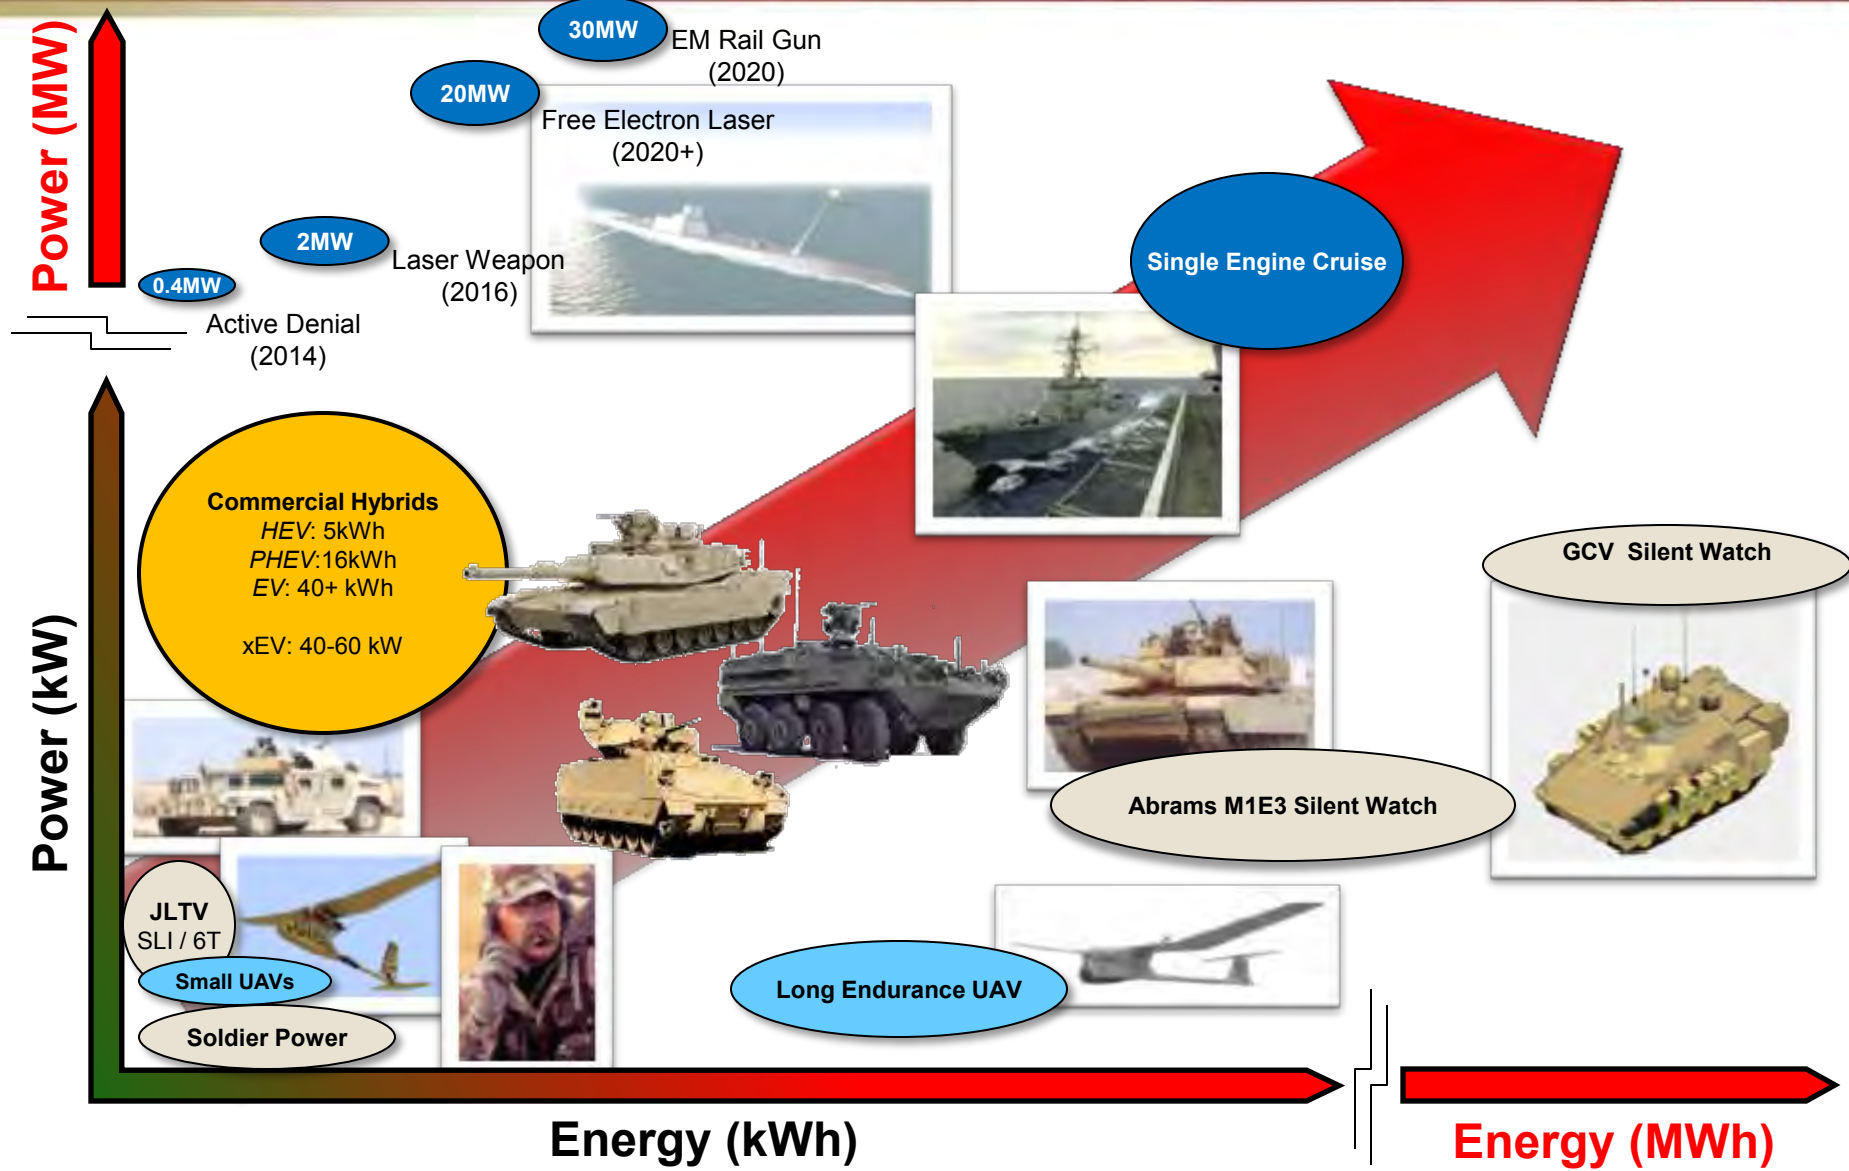 Power (MW)
30MW
EM Rail Gun
(2020)
20MW
Free Electron Laser
(2020+)
2MW
Laser Weapon
(2016)
0.4MW
Active Denial
(2014)
Single Engine Cruise
Power (kW)
Commercial Hybrids
HEV: 5kWh
PHEV:16kWh
EV: 40+ kWh
xEV: 40-60 kW
GCV  Silent Watch
Abrams M1E3 Silent Watch
JLTV
SLI / 6T
Small UAVs
Soldier Power
Long Endurance UAV
Energy (kWh)
Energy (MWh)